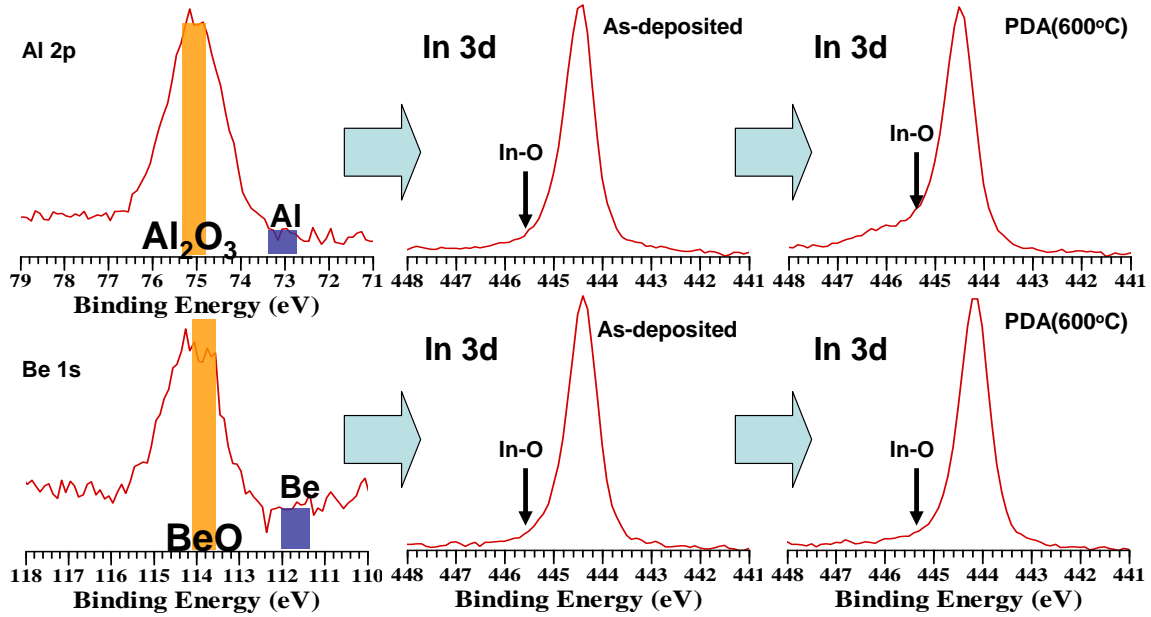 Al 2p
In 3d
As-deposited
In-O
In 3d
PDA(600°C)
In-O
Al₂O₃
Al
79 78 77 76 75 74 73 72 71
Binding Energy (eV)
448 447 446 445 444 443 442 441
Binding Energy (eV)
448 447 446 445 444 443 442 441
Binding Energy (eV)
Be 1s
In 3d
As-deposited
In-O
In 3d
PDA(600°C)
In-O
BeO
Be
118 117 116 115 114 113 112 111 110
Binding Energy (eV)
448 447 446 445 444 443 442 441
Binding Energy (eV)
448 447 446 445 444 443 442 441
Binding Energy (eV)